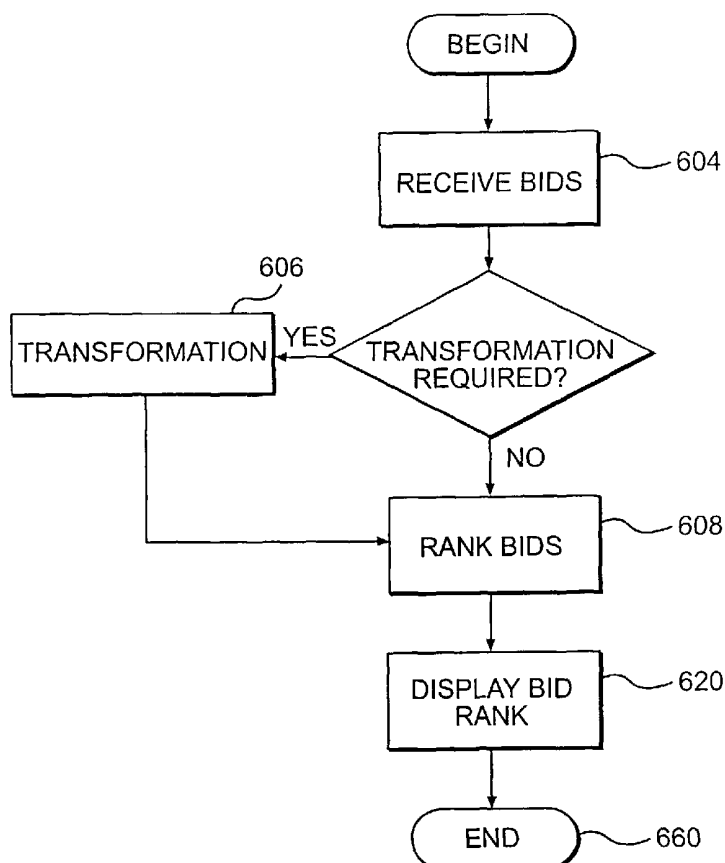 BEGIN
RECEIVE BIDS
604
606
TRANSFORMATION
YES
TRANSFORMATION
REQUIRED?
NO
RANK BIDS
608
DISPLAY BID
RANK
620
END
660